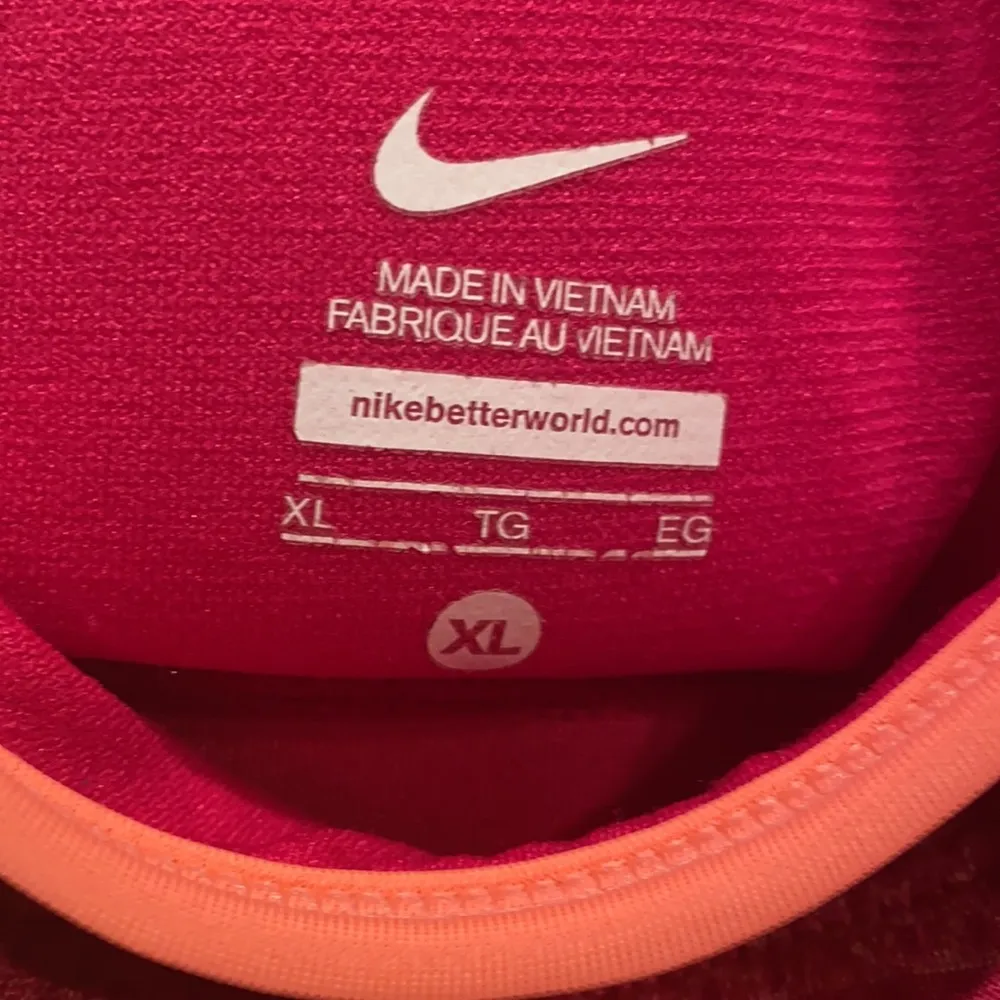 MADE IN VIETNAM
FABRIQUE AU VIETNAM
nikebetterworld.com
XL TG EG
XL